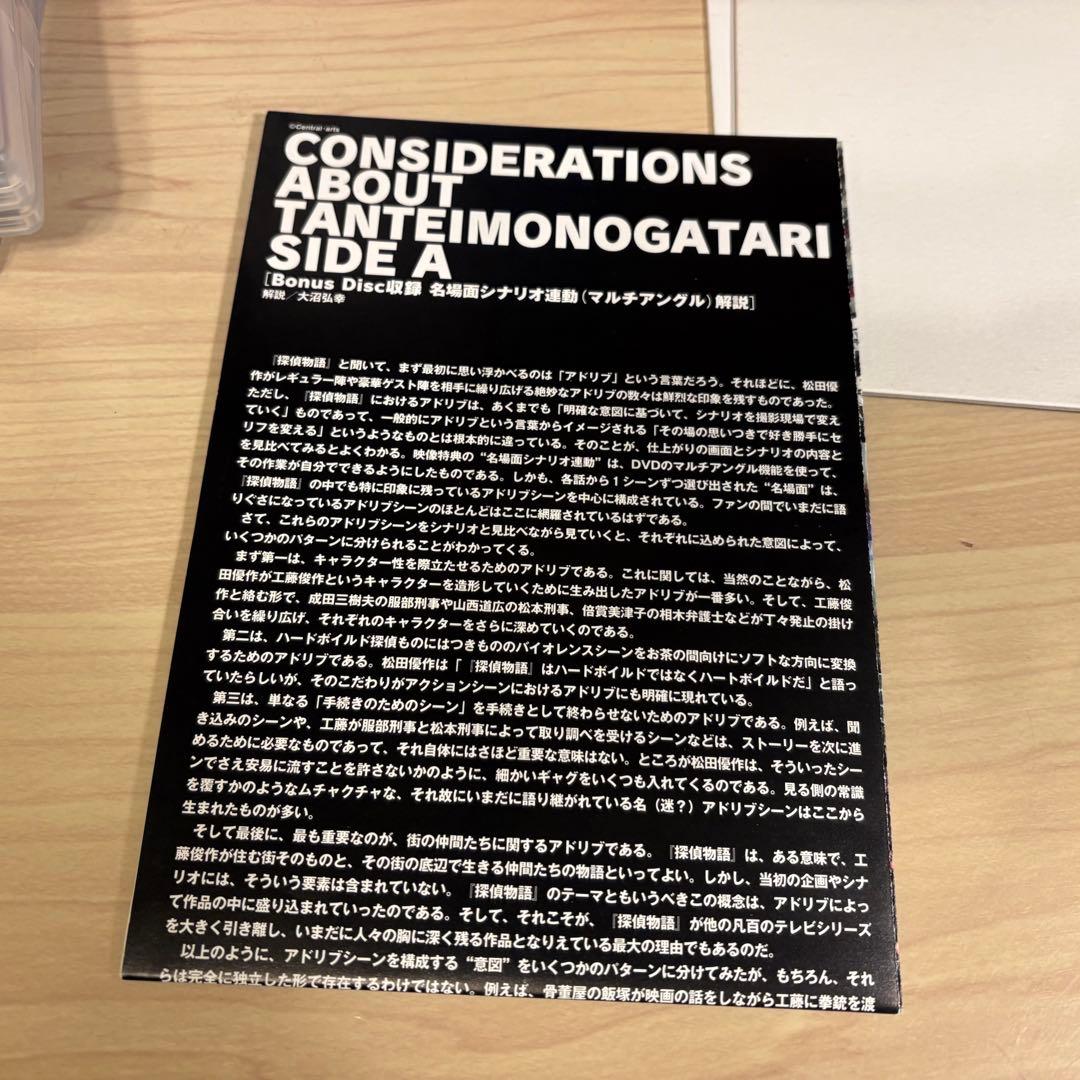 ©Central·arts
CONSIDERATIONS
ABOUT
TANTEIMONOGATARI
SIDE A
[Bonus Disc収録 名場面シナリオ連動(マルチアングル)解説]
解説／大沼弘幸
『探偵物語』と聞いて、まず最初に思い浮かべるのは「アドリブ」という言葉だろう。それほどに、松田優
作がレギュラー陣や豪華ゲスト陣を相手に繰り広げる絶妙なアドリブの数々は鮮烈な印象を残すものであった。
ただし、『探偵物語』におけるアドリブは、あくまでも「明確な意図に基づいて、シナリオを撮影現場で変え
ていく」ものであって、一般的にアドリブという言葉からイメージされる「その場の思いつきで好き勝手にセ
リフを変える」というようなものとは根本的に違っている。そのことが、仕上がりの画面とシナリオの内容と
を見比べてみるとよくわかる。映像特典の“名場面シナリオ連動”は、DVDのマルチアングル機能を使って、
その作業が自分でできるようにしたものである。しかも、各話から1シーンずつ選び出された“名場面”は、
『探偵物語』の中でも特に印象に残っているアドリブシーンを中心に構成されている。ファンの間でいまだに語
りぐさになっているアドリブシーンのほとんどはここに網羅されているはずである。
さて、これらのアドリブシーンをシナリオと見比べながら見ていくと、それぞれに込められた意図によって、
いくつかのパターンに分けられることがわかってくる。
まず第一は、キャラクター性を際立たせるためのアドリブである。これに関しては、当然のことながら、松
田優作が工藤俊作というキャラクターを造形していくために生み出したアドリブが一番多い。そして、工藤俊
作と絡む形で、成田三樹夫の服部刑事や山西道広の松本刑事、倍賞美津子の相木弁護士などが丁々発止の掛け
合いを繰り広げ、それぞれのキャラクターをさらに深めていくのである。
第二は、ハードボイルド探偵ものにはつきもののバイオレンスシーンをお茶の間向けにソフトな方向に変換
するためのアドリブである。松田優作は「『探偵物語』はハードボイルドではなくハートボイルドだ」と語っ
ていたらしいが、そのこだわりがアクションシーンにおけるアドリブにも明確に現れている。
第三は、単なる「手続きのためのシーン」を手続きとして終わらせないためのアドリブである。例えば、聞
き込みのシーンや、工藤が服部刑事と松本刑事によって取り調べを受けるシーンなどは、ストーリーを次に進
めるために必要なものであって、それ自体にはさほど重要な意味はない。ところが松田優作は、そういったシー
ンでさえ安易に流すことを許さないかのように、細かいギャグをいくつも入れてくるのである。見る側の常識
を覆すかのようなムチャクチャな、それ故にいまだに語り継がれている名（迷？）アドリブシーンはここから
生まれたものが多い。
そして最後に、最も重要なのが、街の仲間たちに関するアドリブである。『探偵物語』は、ある意味で、工
藤俊作が住む街そのものと、その街の底辺で生きる仲間たちの物語といってよい。しかし、当初の企画やシナ
リオには、そういう要素は含まれていない。『探偵物語』のテーマともいうべきこの概念は、アドリブによっ
て作品の中に盛り込まれていったのである。そして、それこそが、『探偵物語』が他の凡百のテレビシリーズ
を大きく引き離し、いまだに人々の胸に深く残る作品となりえている最大の理由でもあるのだ。
以上のように、アドリブシーンを構成する“意図”をいくつかのパターンに分けてみたが、もちろん、それ
らは完全に独立した形で存在するわけではない。例えば、骨董屋の飯塚が映画の話をしながら工藤に拳銃を渡